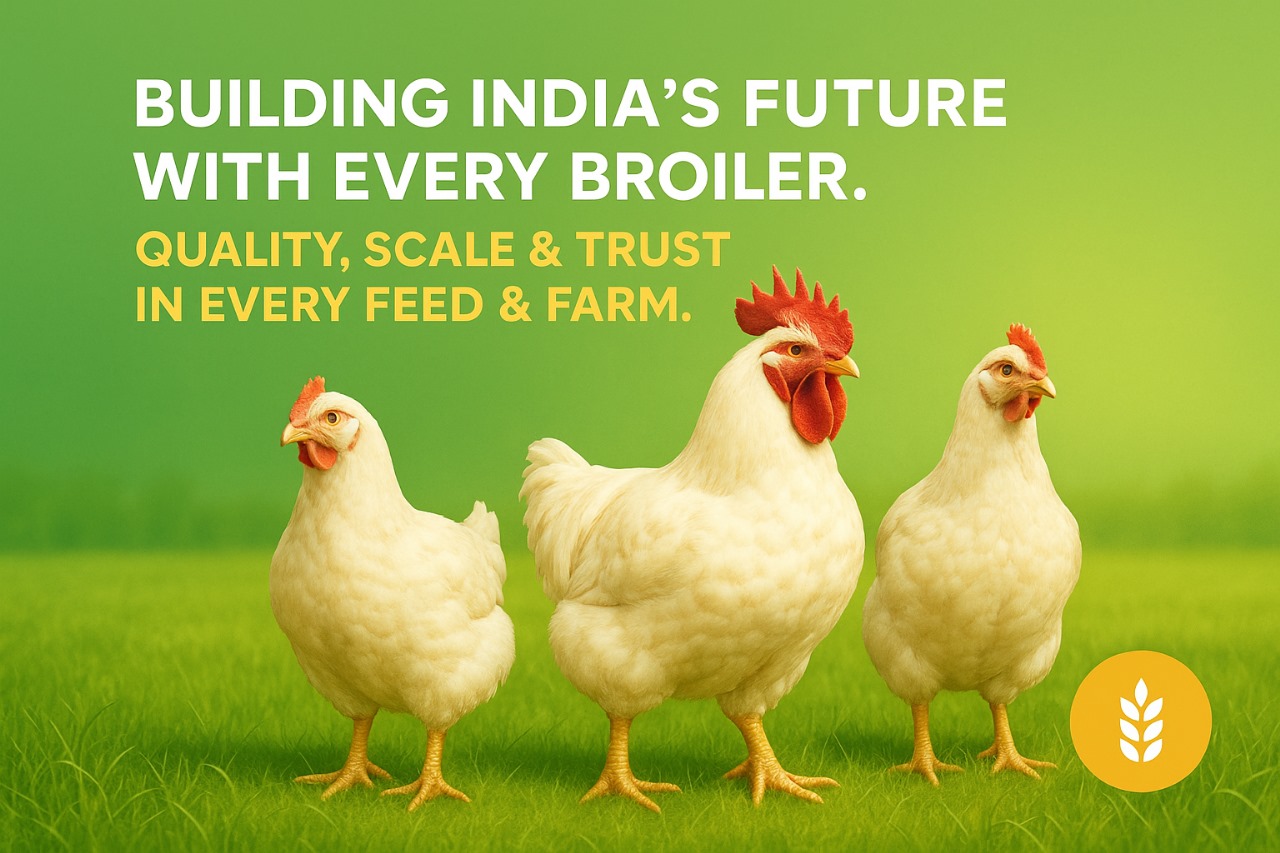 BUILDING INDIA’S FUTURE
WITH EVERY BROILER.
QUALITY, SCALE & TRUST
IN EVERY FEED & FARM.